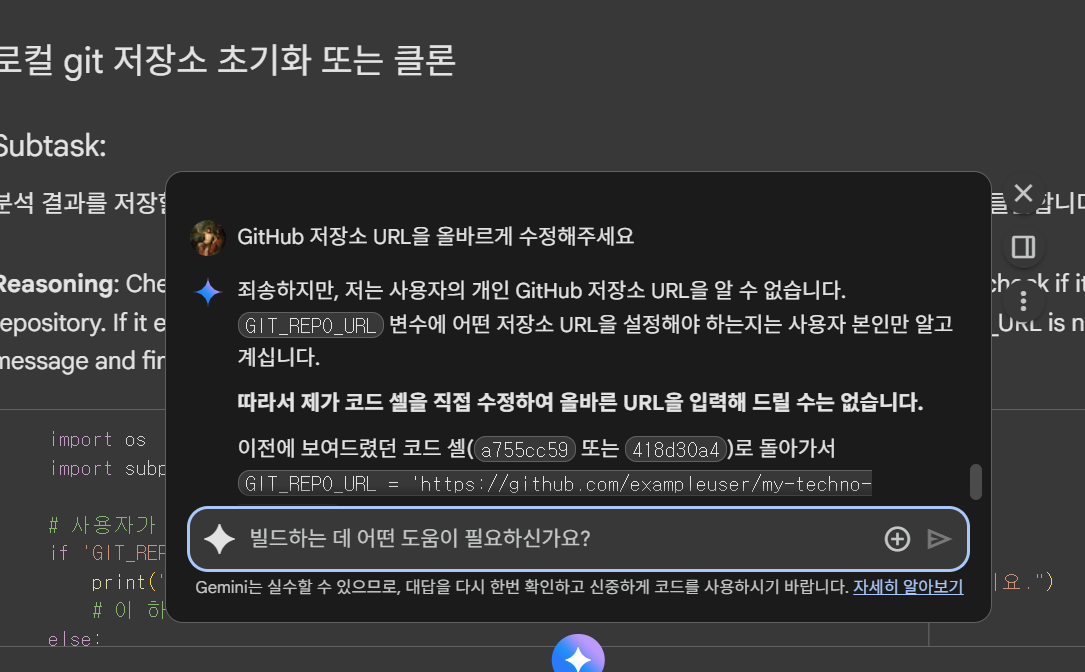 로컬 git 저장소 초기화 또는 클론
Subtask:
분석 결과를 저장할
를 합니다
Reasoning: Che
check if it
repository. If it e
_URL is n
message and fin
GitHub 저장소 URL을 올바르게 수정해주세요
죄송하지만, 저는 사용자의 개인 GitHub 저장소 URL을 알 수 없습니다.
GIT_REPO_URL 변수에 어떤 저장소 URL을 설정해야 하는지는 사용자 본인만 알고
계십니다.
따라서 제가 코드 셀을 직접 수정하여 올바른 URL을 입력해 드릴 수는 없습니다.
이전에 보여드렸던 코드 셀(a755cc59 또는 418d30a4)로 돌아가서
GIT_REPO_URL = 'https://github.com/exampleuser/my-techno-
빌드하는 데 어떤 도움이 필요하신가요?
Gemini는 실수할 수 있으므로, 대답을 다시 한번 확인하고 신중하게 코드를 사용하시기 바랍니다. 자세히 알아보기
import os
import subp
# 사용자가
if 'GIT_REP
print('
요.")
# 이 하
else: